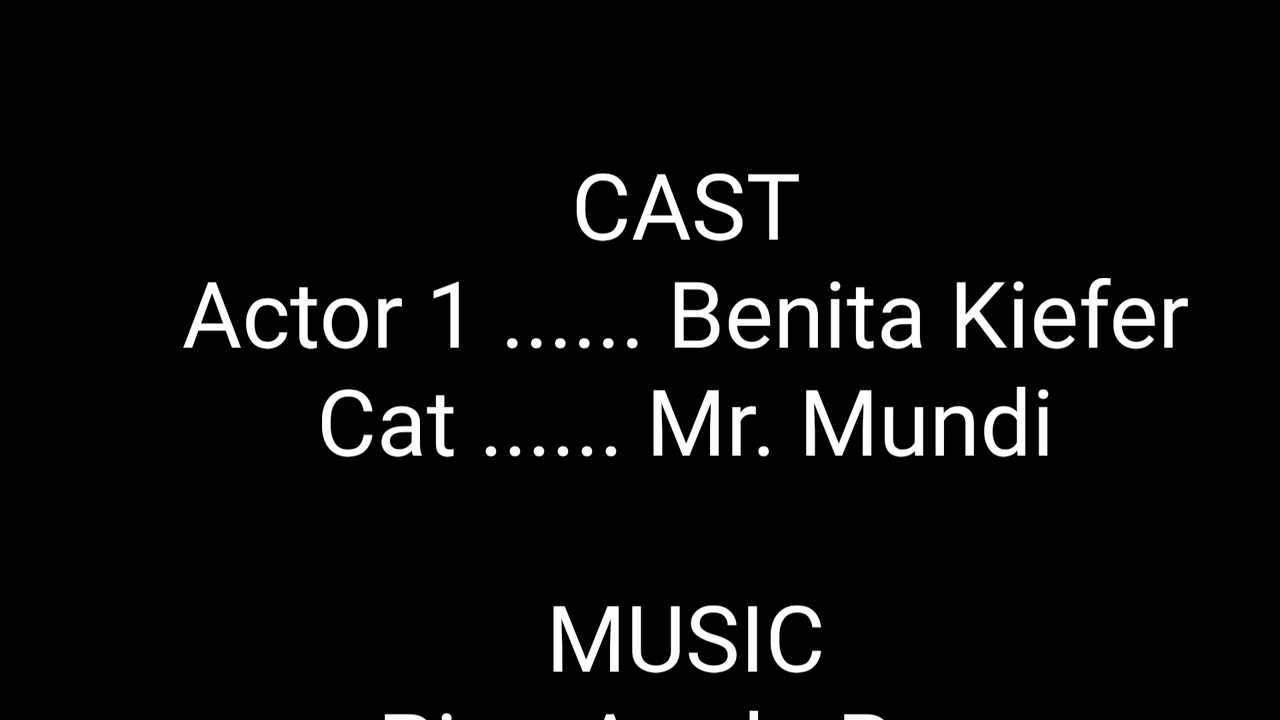 CAST
Actor 1 ...... Benita Kiefer
Cat ...... Mr. Mundi
MUSIC